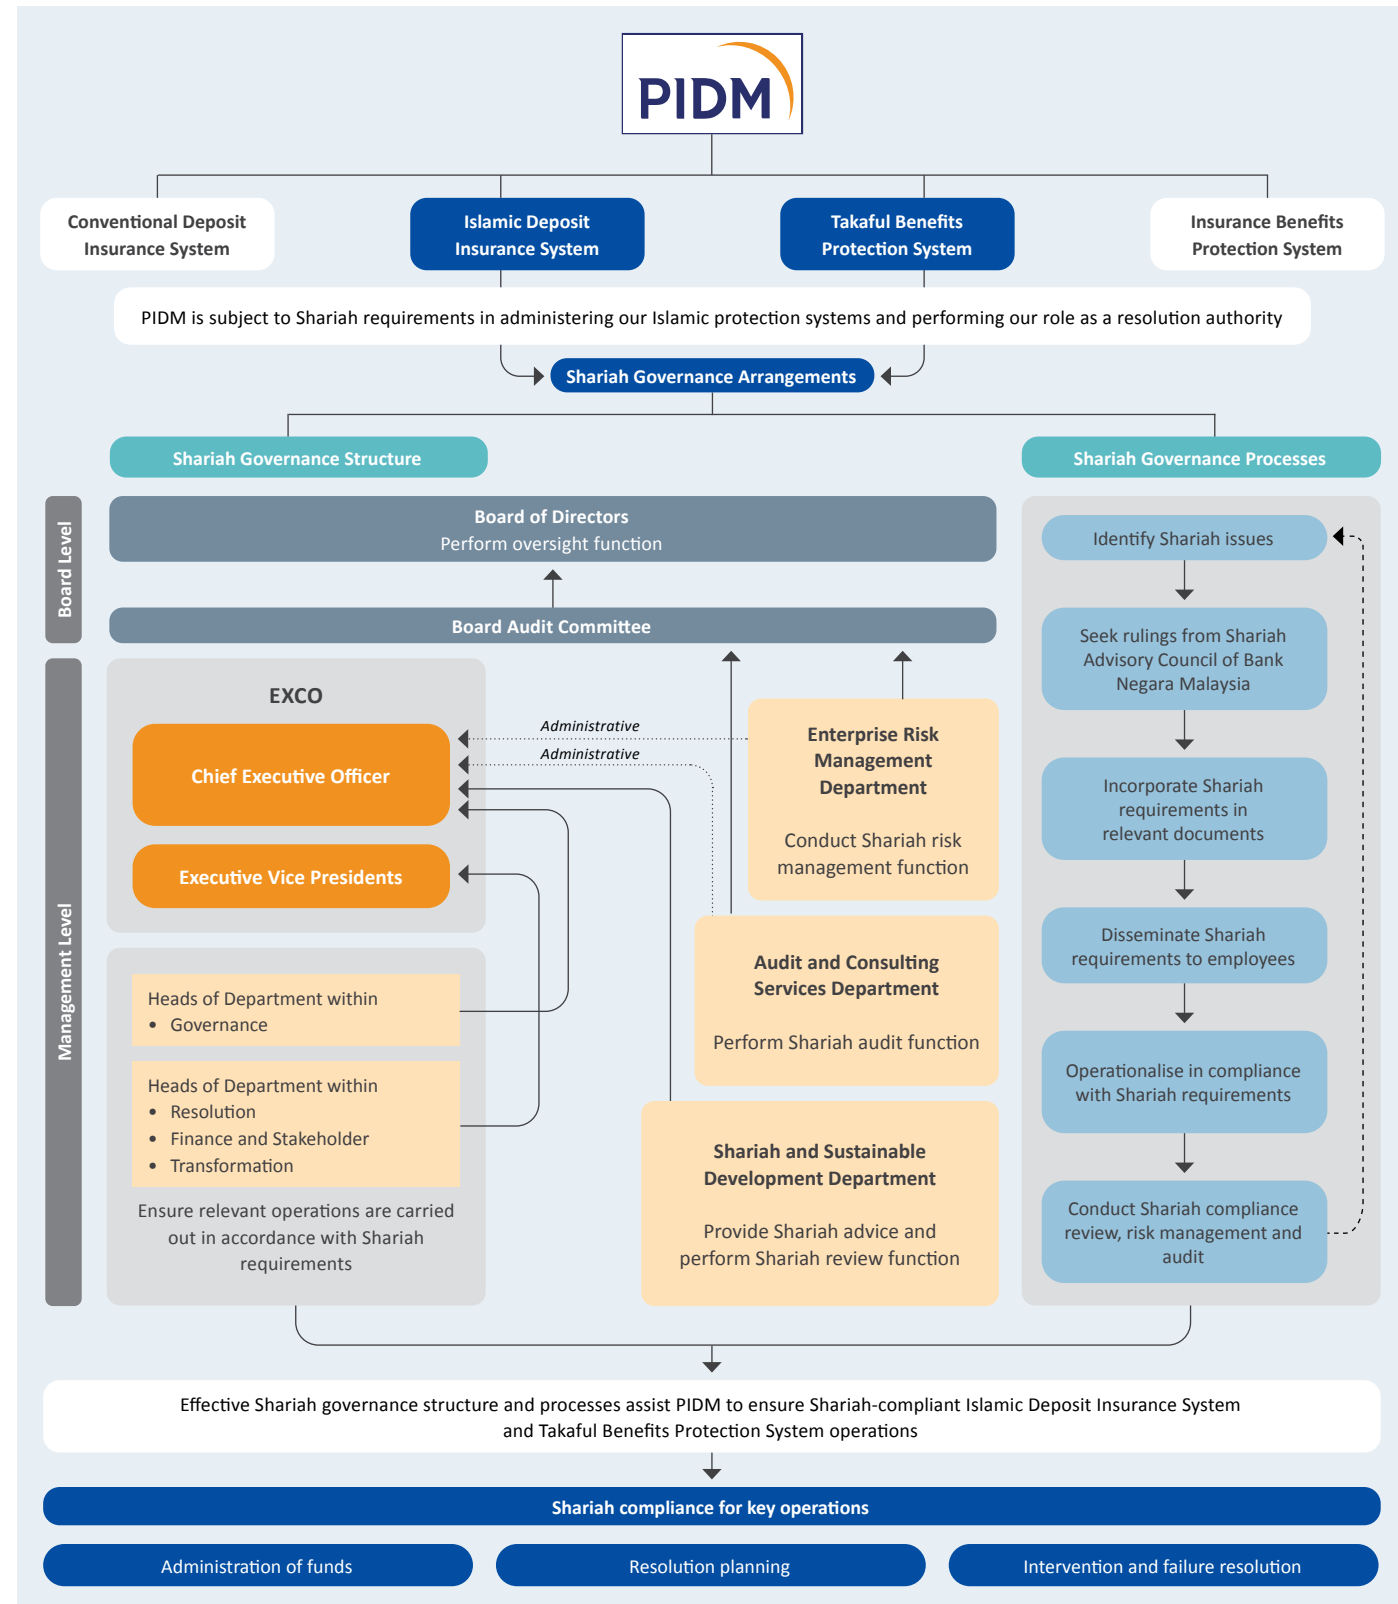 PIDM
Conventional Deposit
Insurance System
Islamic Deposit
Insurance System
Takaful Benefits
Protection System
Insurance Benefits
Protection System
PIDM is subject to Shariah requirements in administering our Islamic protection systems and performing our role as a resolution authority
Shariah Governance Arrangements
Shariah Governance Structure
Shariah Governance Processes
Board Level
Board of Directors
Perform oversight function
Board Audit Committee
Management Level
EXCO
Chief Executive Officer
Executive Vice Presidents
Administrative
Administrative
Heads of Department within
• Governance
Heads of Department within
• Resolution
• Finance and Stakeholder
• Transformation
Ensure relevant operations are carried
out in accordance with Shariah
requirements
Enterprise Risk
Management
Department
Conduct Shariah risk
management function
Audit and Consulting
Services Department
Perform Shariah audit function
Shariah and Sustainable
Development Department
Provide Shariah advice and
perform Shariah review function
Identify Shariah issues
Seek rulings from Shariah
Advisory Council of Bank
Negara Malaysia
Incorporate Shariah
requirements in
relevant documents
Disseminate Shariah
requirements to employees
Operationalise in compliance
with Shariah requirements
Conduct Shariah compliance
review, risk management and
audit
Effective Shariah governance structure and processes assist PIDM to ensure Shariah-compliant Islamic Deposit Insurance System
and Takaful Benefits Protection System operations
Shariah compliance for key operations
Administration of funds
Resolution planning
Intervention and failure resolution